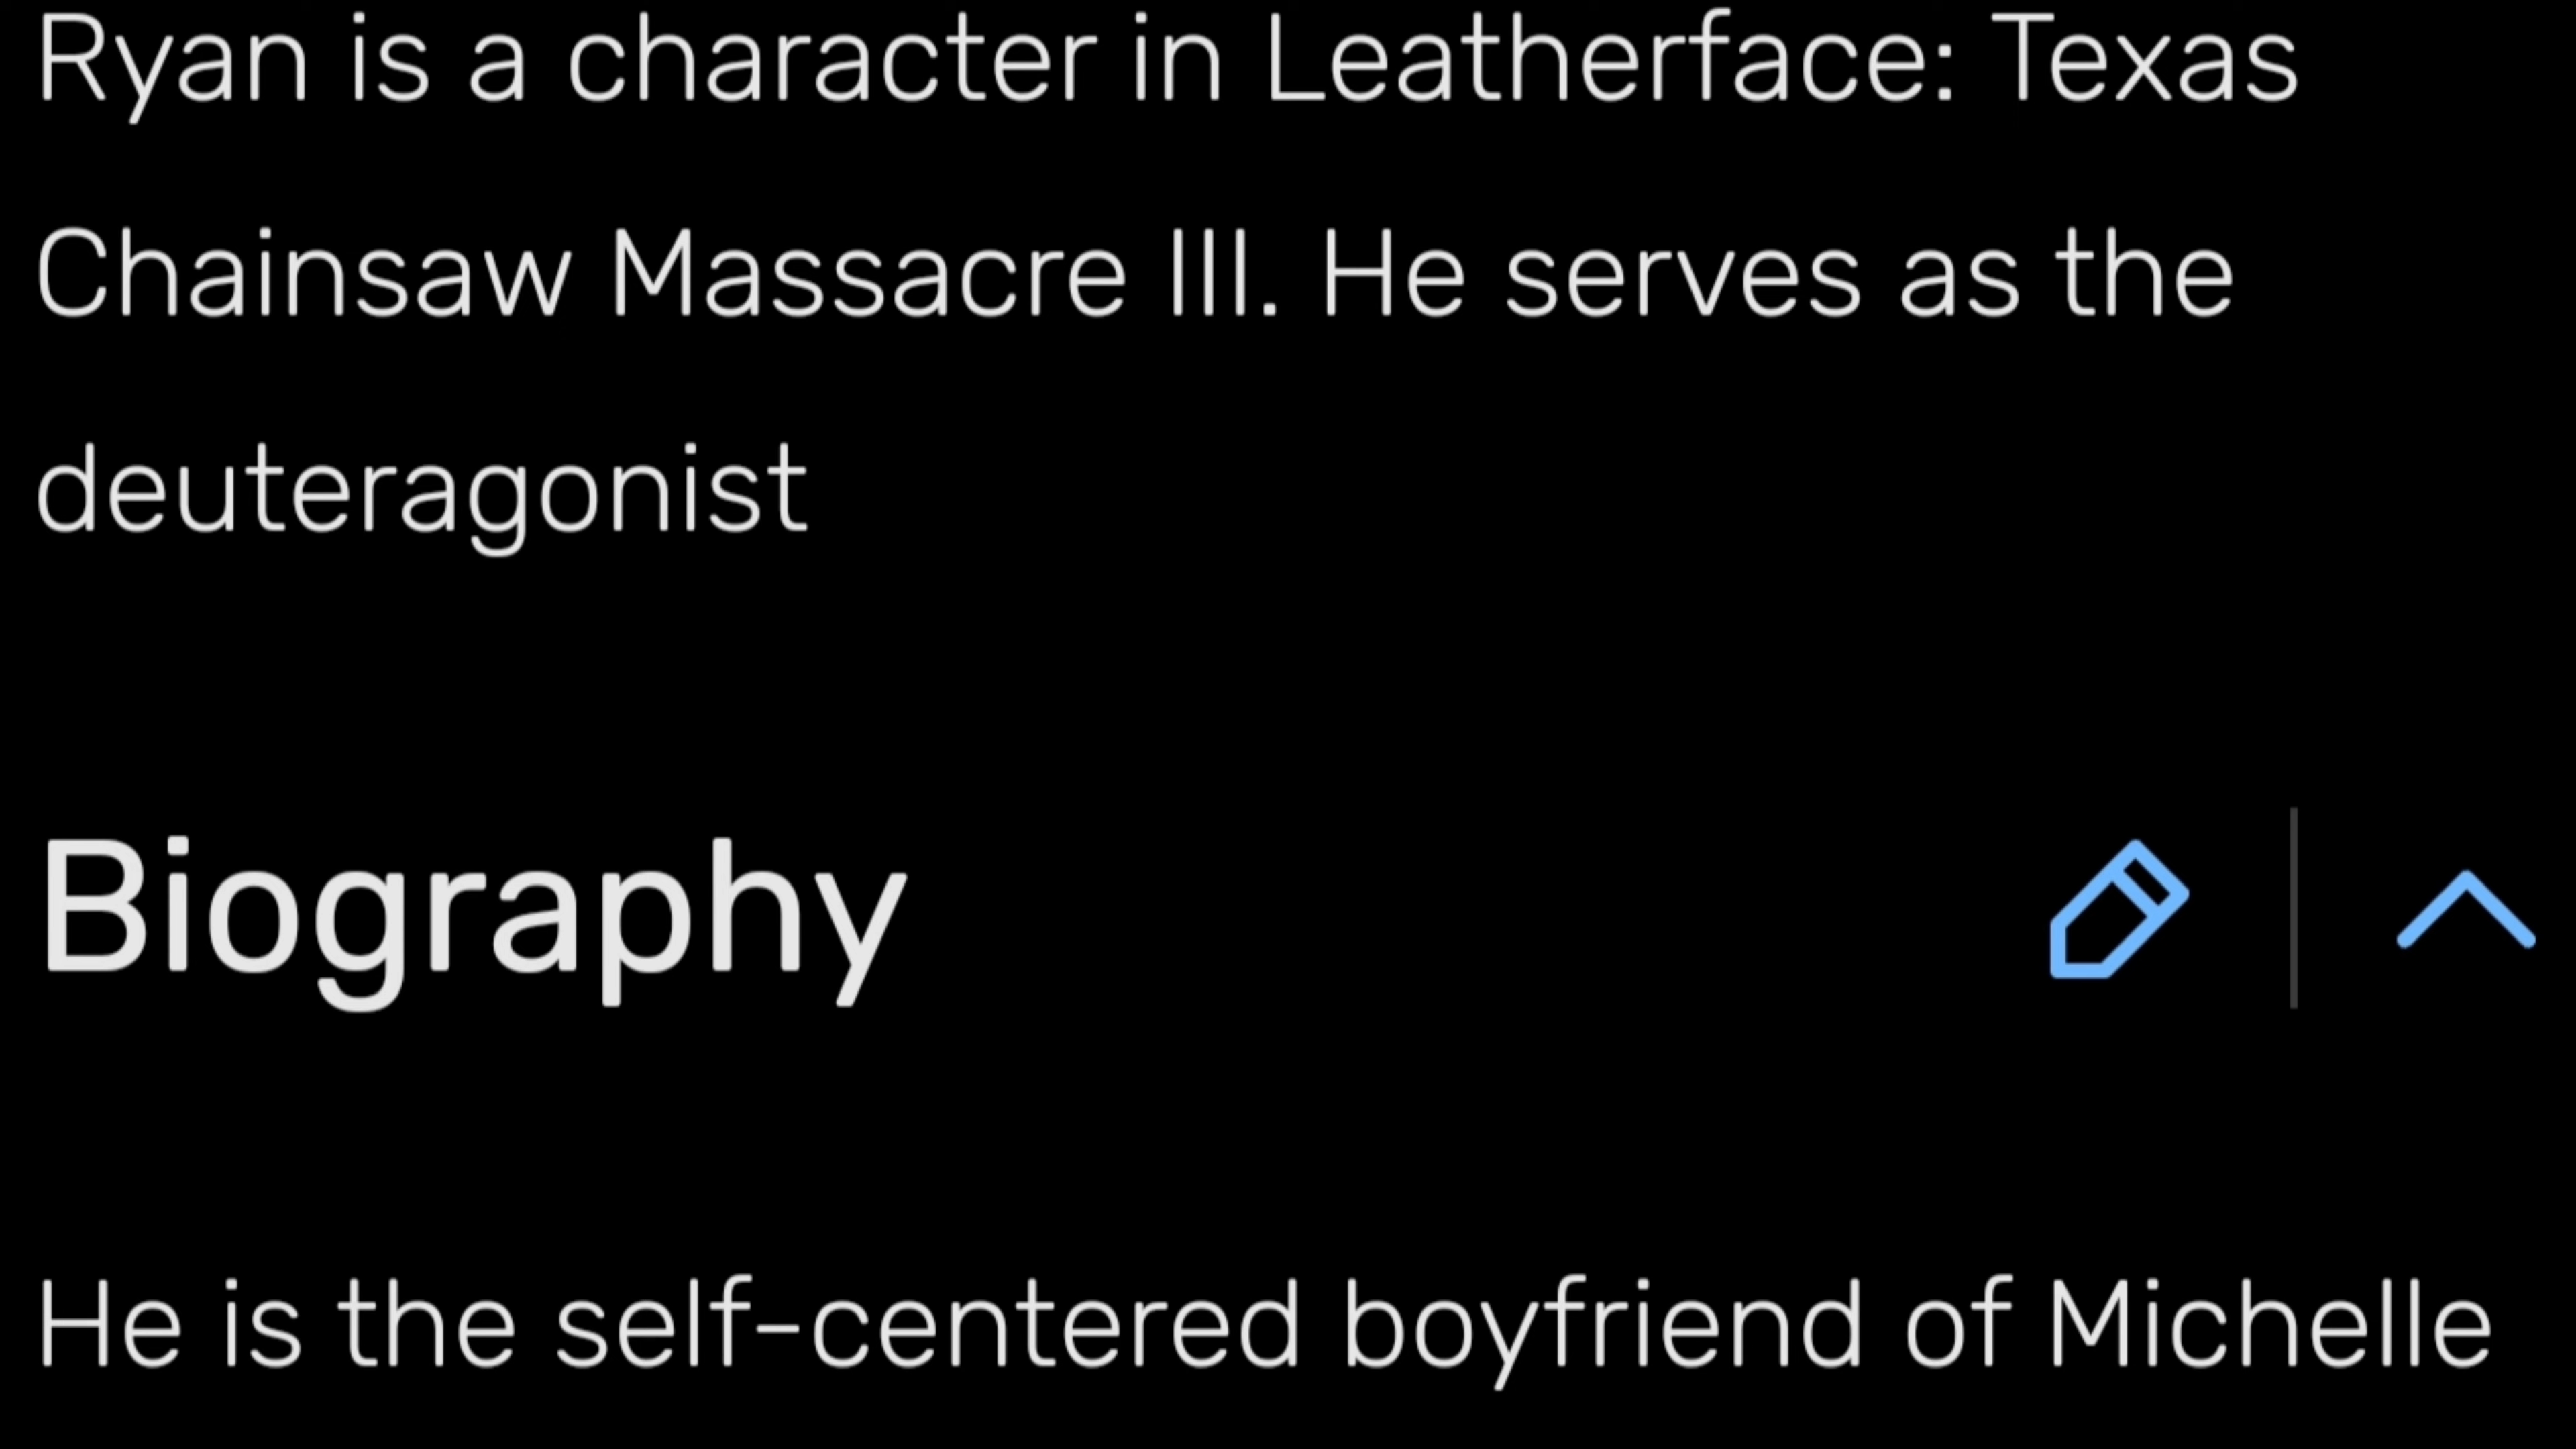 Ryan is a character in Leatherface: Texas
Chainsaw Massacre III. He serves as the
deuteragonist
Biography
He is the self-centered boyfriend of Michelle